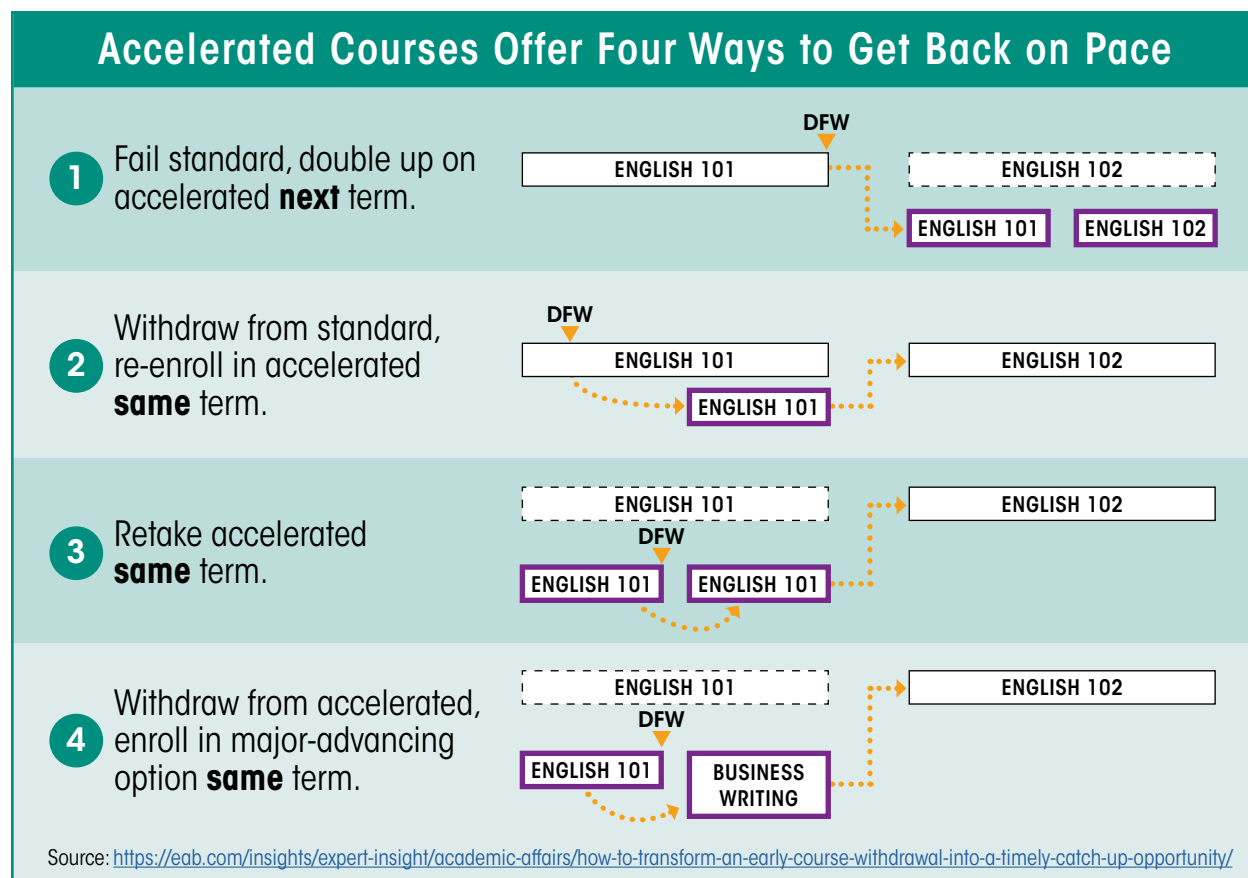 Accelerated Courses Offer Four Ways to Get Back on Pace
1
Fail standard, double up on
accelerated next term.
DFW
ENGLISH 101
ENGLISH 102
ENGLISH 101
ENGLISH 102
2
Withdraw from standard,
re-enroll in accelerated
same term.
DFW
ENGLISH 101
ENGLISH 102
ENGLISH 101
3
Retake accelerated
same term.
ENGLISH 101
ENGLISH 102
DFW
ENGLISH 101
ENGLISH 101
4
Withdraw from accelerated,
enroll in major-advancing
option same term.
ENGLISH 101
ENGLISH 102
DFW
ENGLISH 101
BUSINESS
WRITING
Source: https://eab.com/insights/expert-insight/academic-affairs/how-to-transform-an-early-course-withdrawal-into-a-timely-catch-up-opportunity/